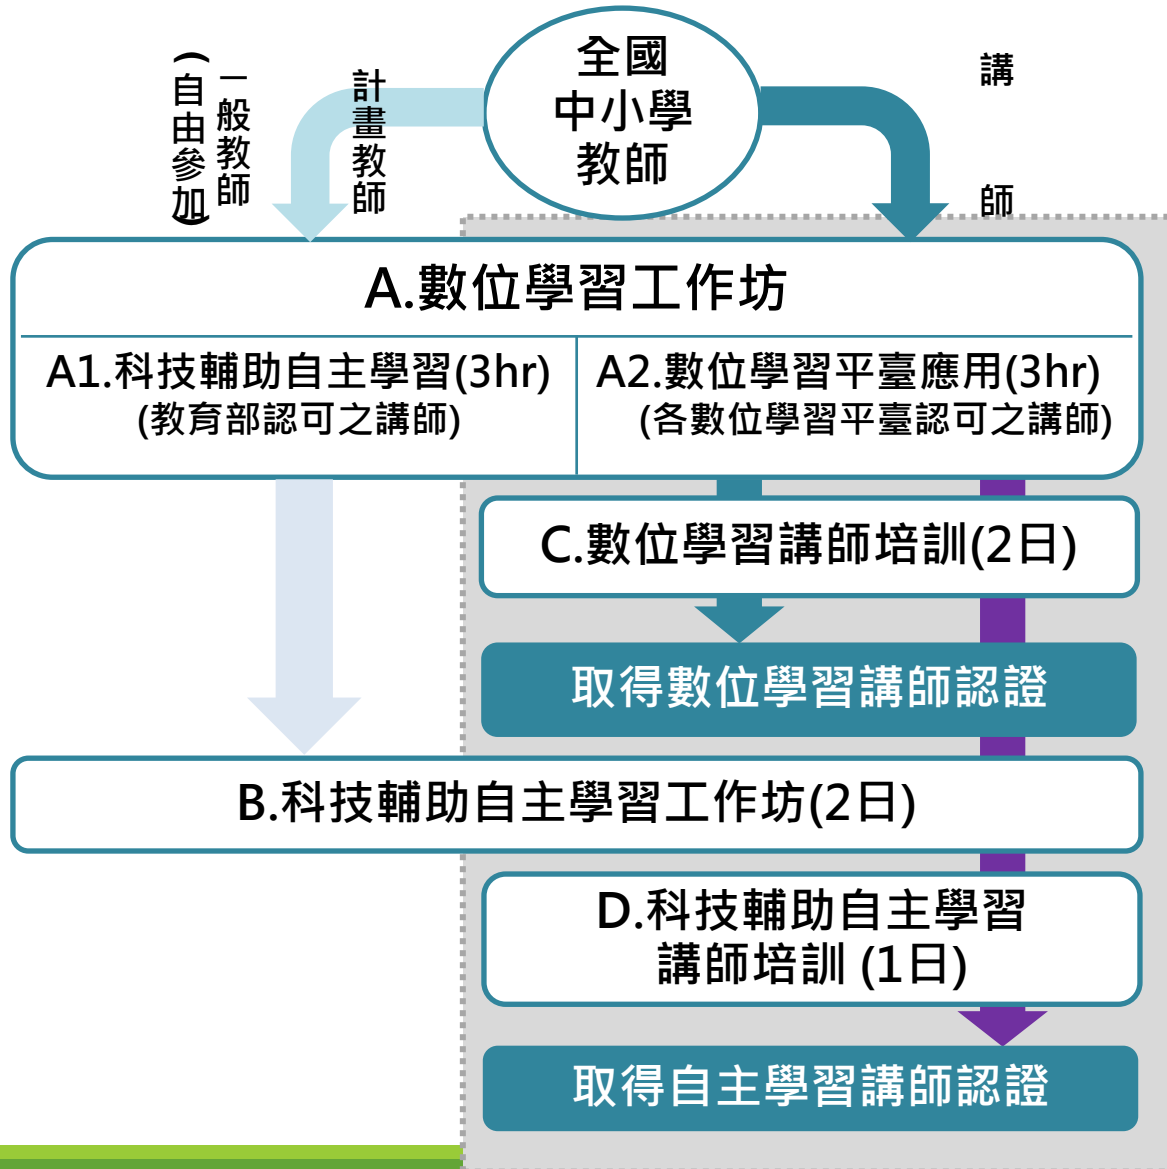 全國
中小學
教師
一般教師
(自由參加)
計畫教師
講師
A.數位學習工作坊
A1.科技輔助自主學習(3hr)
(教育部認可之講師)
A2.數位學習平臺應用(3hr)
(各數位學習平臺認可之講師)
C.數位學習講師培訓(2日)
取得數位學習講師認證
B.科技輔助自主學習工作坊(2日)
D.科技輔助自主學習
講師培訓 (1日)
取得自主學習講師認證